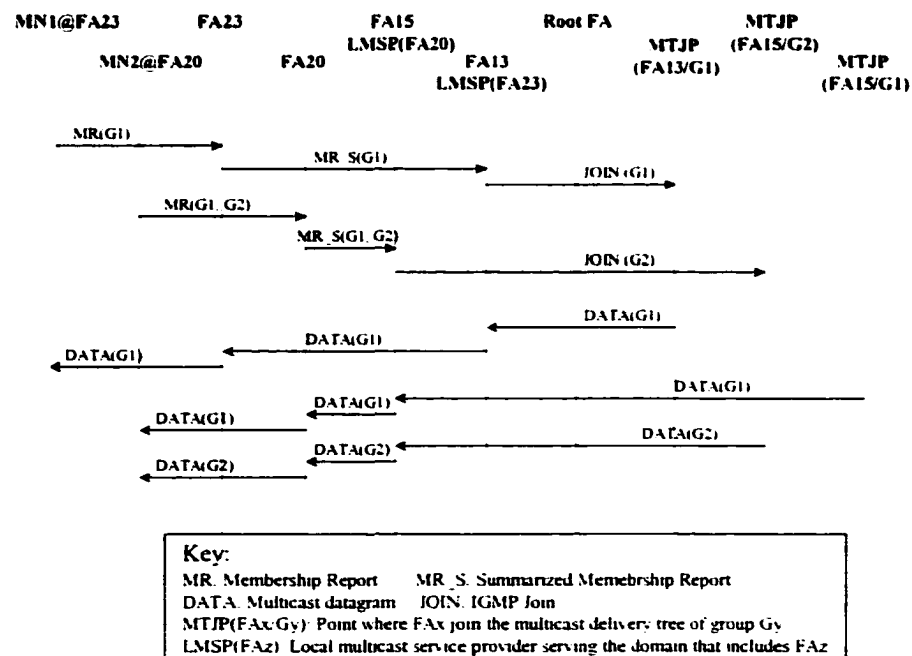 MN1@FA23 FA23 FA15 Root FA MTJP
LMSP(FA20) MTJP (FA15/G2)
MN2@FA20 FA20 FA13 (FA13/G1) MTJP
LMSP(FA23) (FA15/G1)
MR(G1)
MR_S(G1)
JOIN (G1)
MR(G1, G2)
MR_S(G1, G2)
JOIN (G2)
DATA(G1)
DATA(G1)
DATA(G1)
DATA(G1)
DATA(G1)
DATA(G1)
DATA(G2)
DATA(G2)
DATA(G2)
Key:
MR: Membership Report MR_S: Summarized Memebrship Report
DATA: Multicast datagram JOIN: IGMP Join
MTJP(FAx/Gy): Point where FAx join the multicast delivery tree of group Gy
LMSP(FAz): Local multicast service provider serving the domain that includes FAz